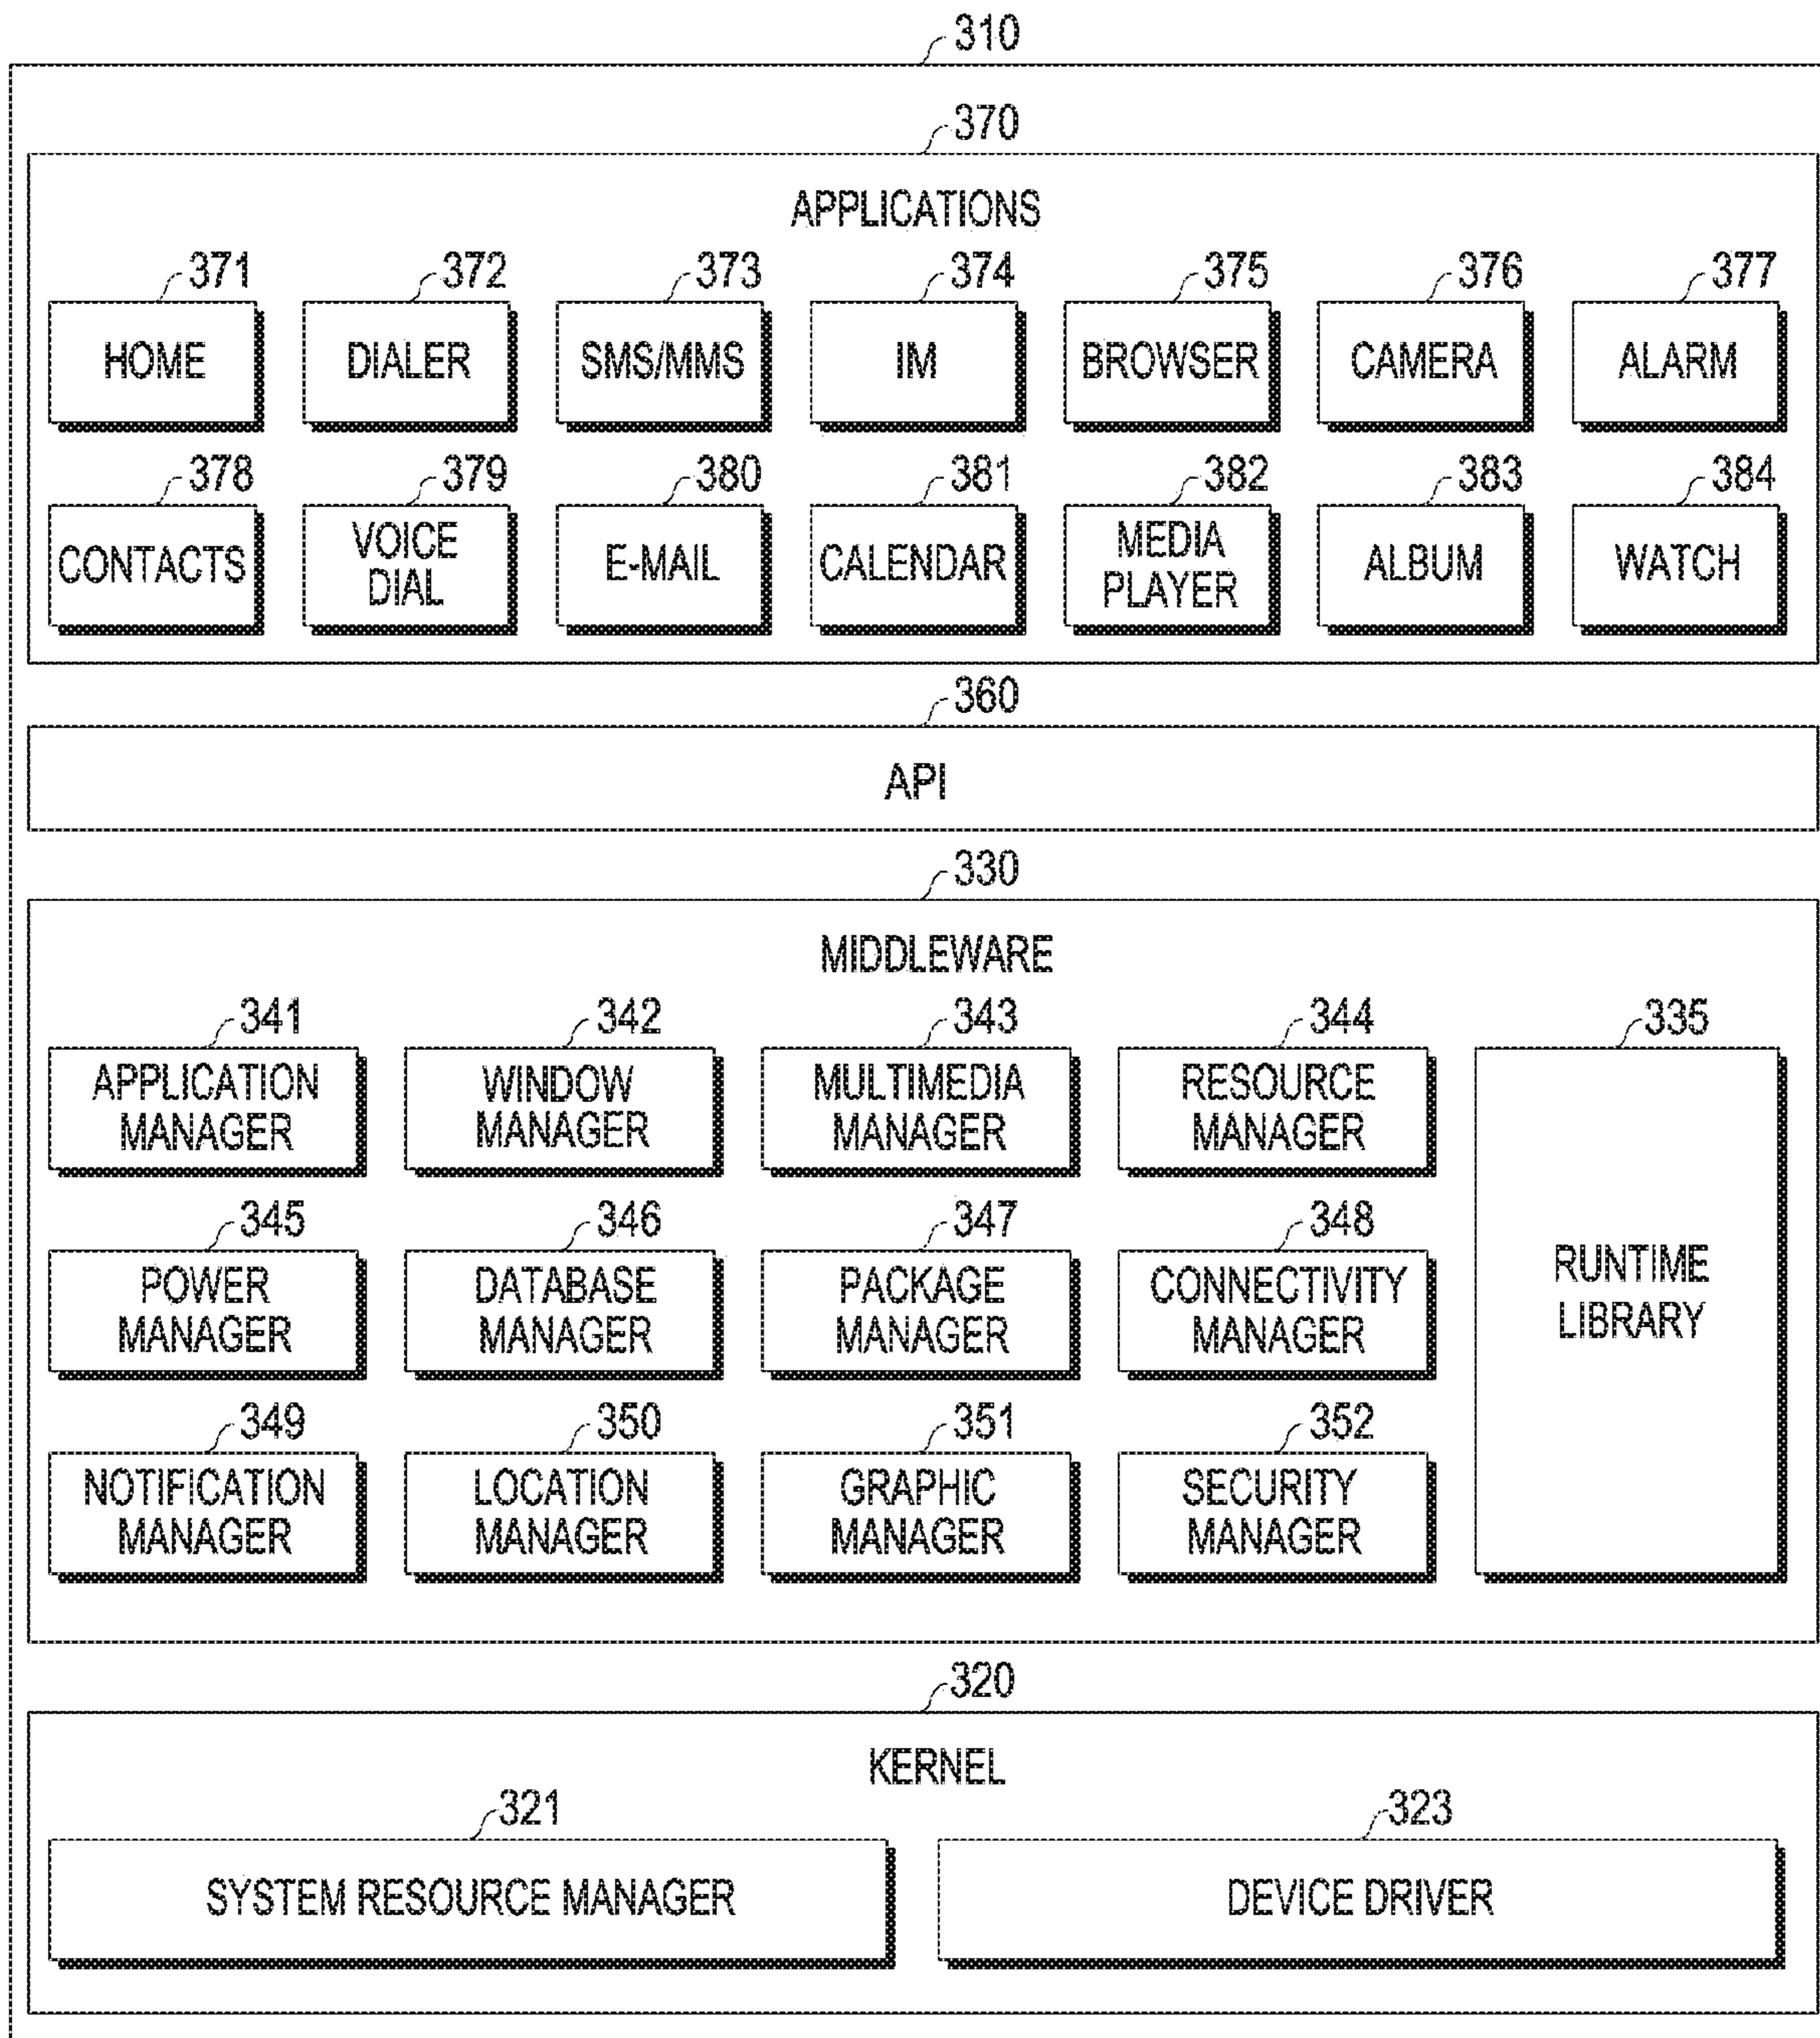 310
370
APPLICATIONS
371 372 373 374 375 376 377
HOME DIALER SMS/MMS IM BROWSER CAMERA ALARM
378 379 380 381 382 383 384
CONTACTS VOICE DIAL E-MAIL CALENDAR MEDIA PLAYER ALBUM WATCH
360
API
330
MIDDLEWARE
341 342 343 344 335
APPLICATION MANAGER WINDOW MANAGER MULTIMEDIA MANAGER RESOURCE MANAGER
345 346 347 348
POWER MANAGER DATABASE MANAGER PACKAGE MANAGER CONNECTIVITY MANAGER RUNTIME LIBRARY
349 350 351 352
NOTIFICATION MANAGER LOCATION MANAGER GRAPHIC MANAGER SECURITY MANAGER
320
KERNEL
321 323
SYSTEM RESOURCE MANAGER DEVICE DRIVER